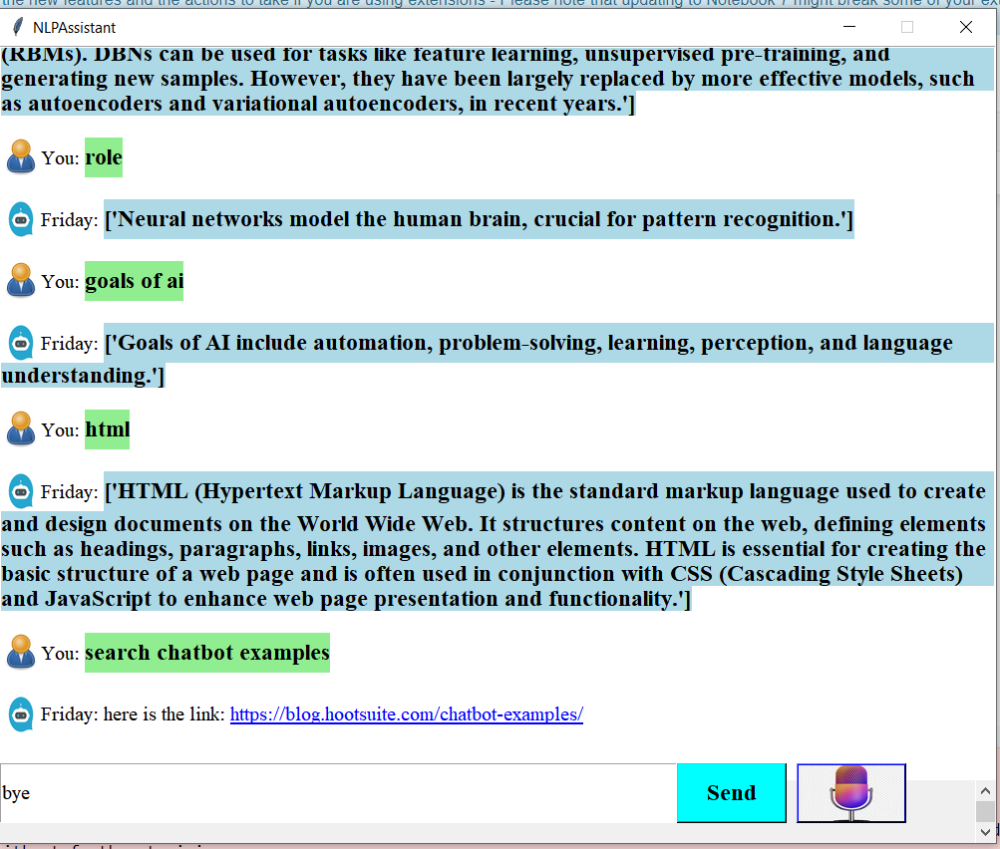 the new features and the actions to take if you are using extensions - Please note that updating to Notebook 7 might break some of your
NLPAssistant
(RBMs). DBNs can be used for tasks like feature learning, unsupervised pre-training, and
generating new samples. However, they have been largely replaced by more effective models, such
as autoencoders and variational autoencoders, in recent years.']
You: role
Friday: ['Neural networks model the human brain, crucial for pattern recognition.']
You: goals of ai
Friday: ['Goals of AI include automation, problem-solving, learning, perception, and language
understanding.']
You: html
Friday: ['HTML (Hypertext Markup Language) is the standard markup language used to create
and design documents on the World Wide Web. It structures content on the web, defining elements
such as headings, paragraphs, links, images, and other elements. HTML is essential for creating the
basic structure of a web page and is often used in conjunction with CSS (Cascading Style Sheets)
and JavaScript to enhance web page presentation and functionality.']
You: search chatbot examples
Friday: here is the link: https://blog.hootsuite.com/chatbot-examples/
bye
Send